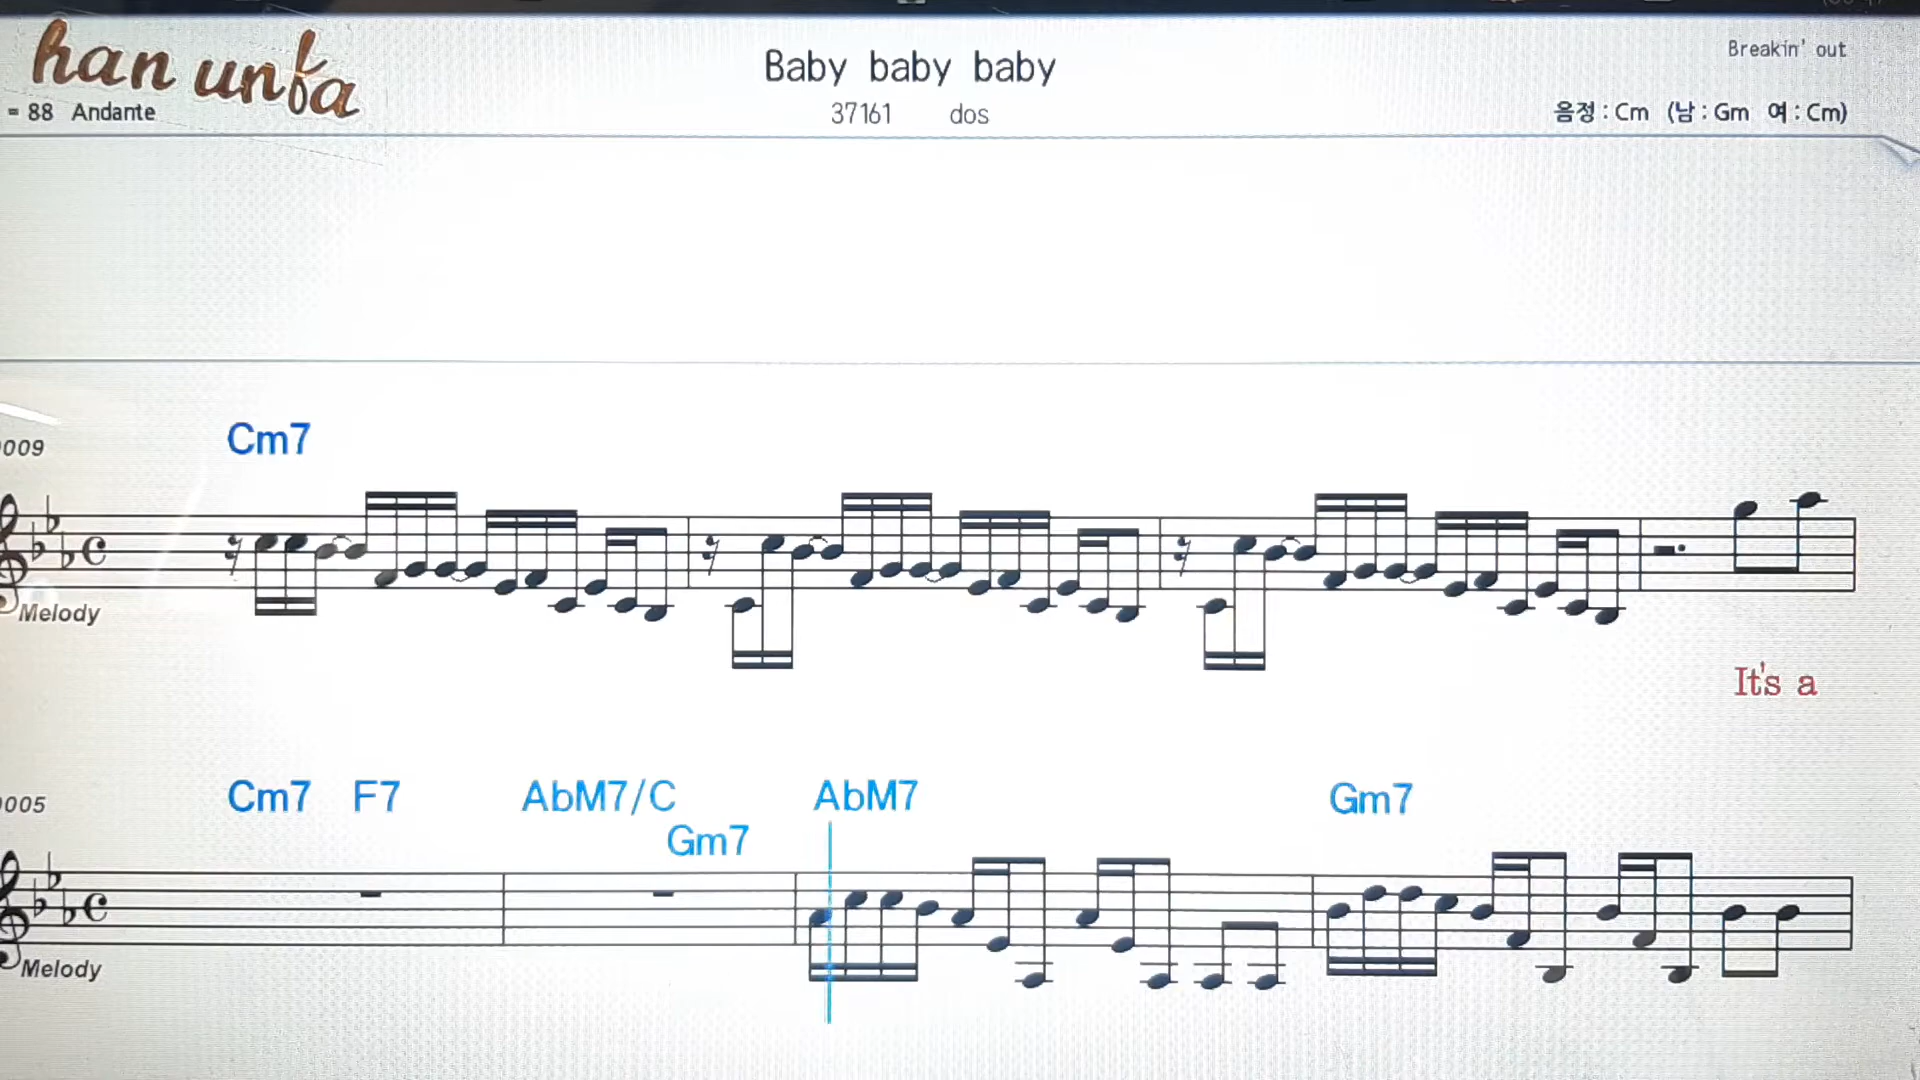 han unfa
Baby baby baby
Breakin' out
= 88 Andante
37161 dos
음정 : Cm (남 : Gm 여 : Cm)
Cm7
009
Melody
It's a
Cm7 F7 AbM7/C Gm7 AbM7 Gm7
005
Melody